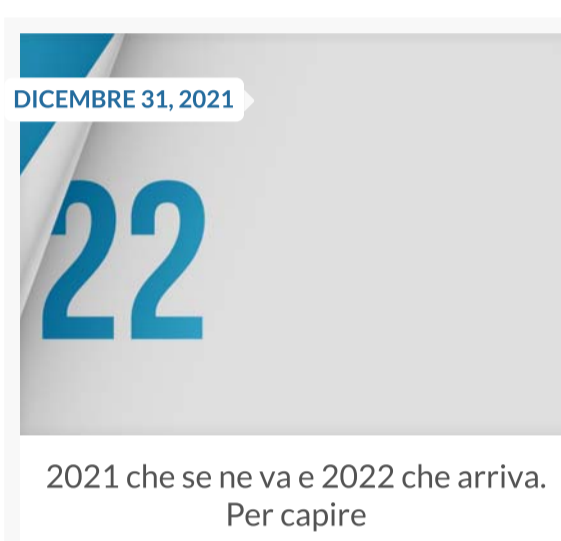 DICEMBRE 31, 2021
22
2021 che se ne va e 2022 che arriva.
Per capire